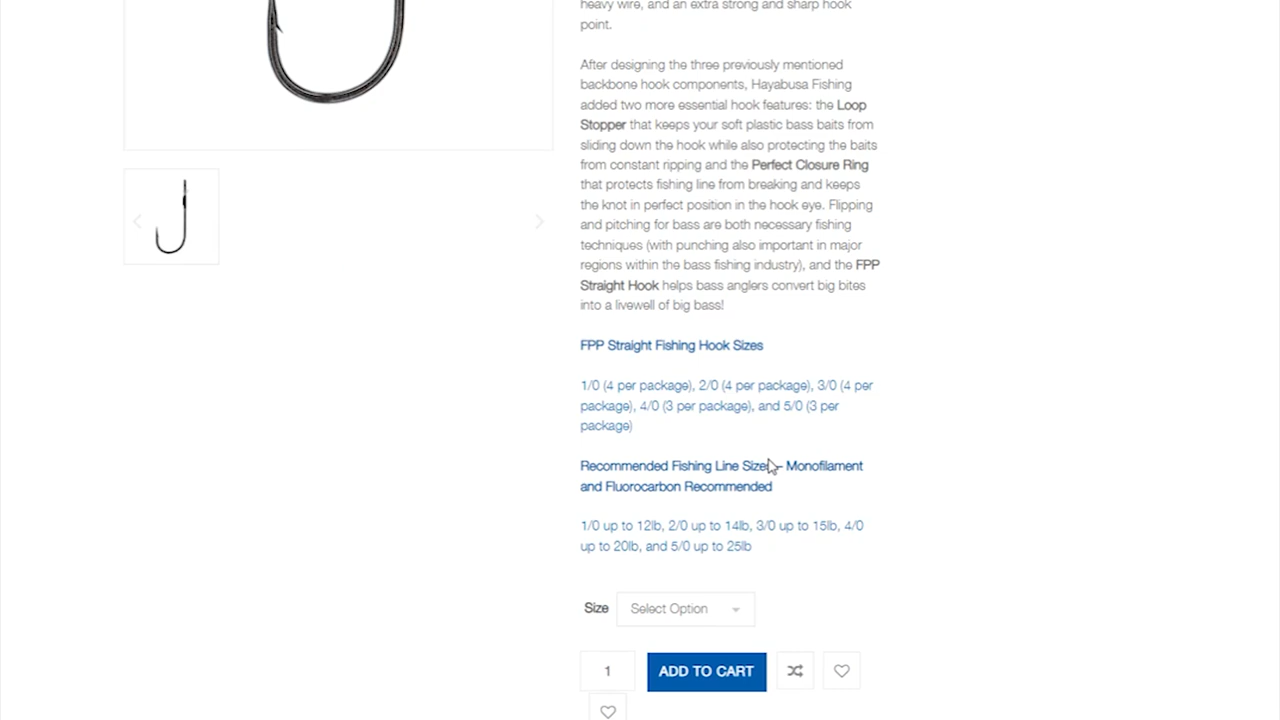 heavy wire, and an extra strong and sharp hook
point.
After designing the three previously mentioned
backbone hook components, Hayabusa Fishing
added two more essential hook features: the Loop
Stopper that keeps your soft plastic bass baits from
sliding down the hook while also protecting the baits
from constant ripping and the Perfect Closure Ring
that protects fishing line from breaking and keeps
the knot in perfect position in the hook eye. Flipping
and pitching for bass are both necessary fishing
techniques (with punching also important in major
regions within the bass fishing industry), and the FPP
Straight Hook helps bass anglers convert big bites
into a livewell of big bass!
FPP Straight Fishing Hook Sizes
1/0 (4 per package), 2/0 (4 per package), 3/0 (4 per
package), 4/0 (3 per package), and 5/0 (3 per
package)
Recommended Fishing Line Sizes – Monofilament
and Fluorocarbon Recommended
1/0 up to 12lb, 2/0 up to 14lb, 3/0 up to 15lb, 4/0
up to 20lb, and 5/0 up to 25lb
Size Select Option
1 ADD TO CART